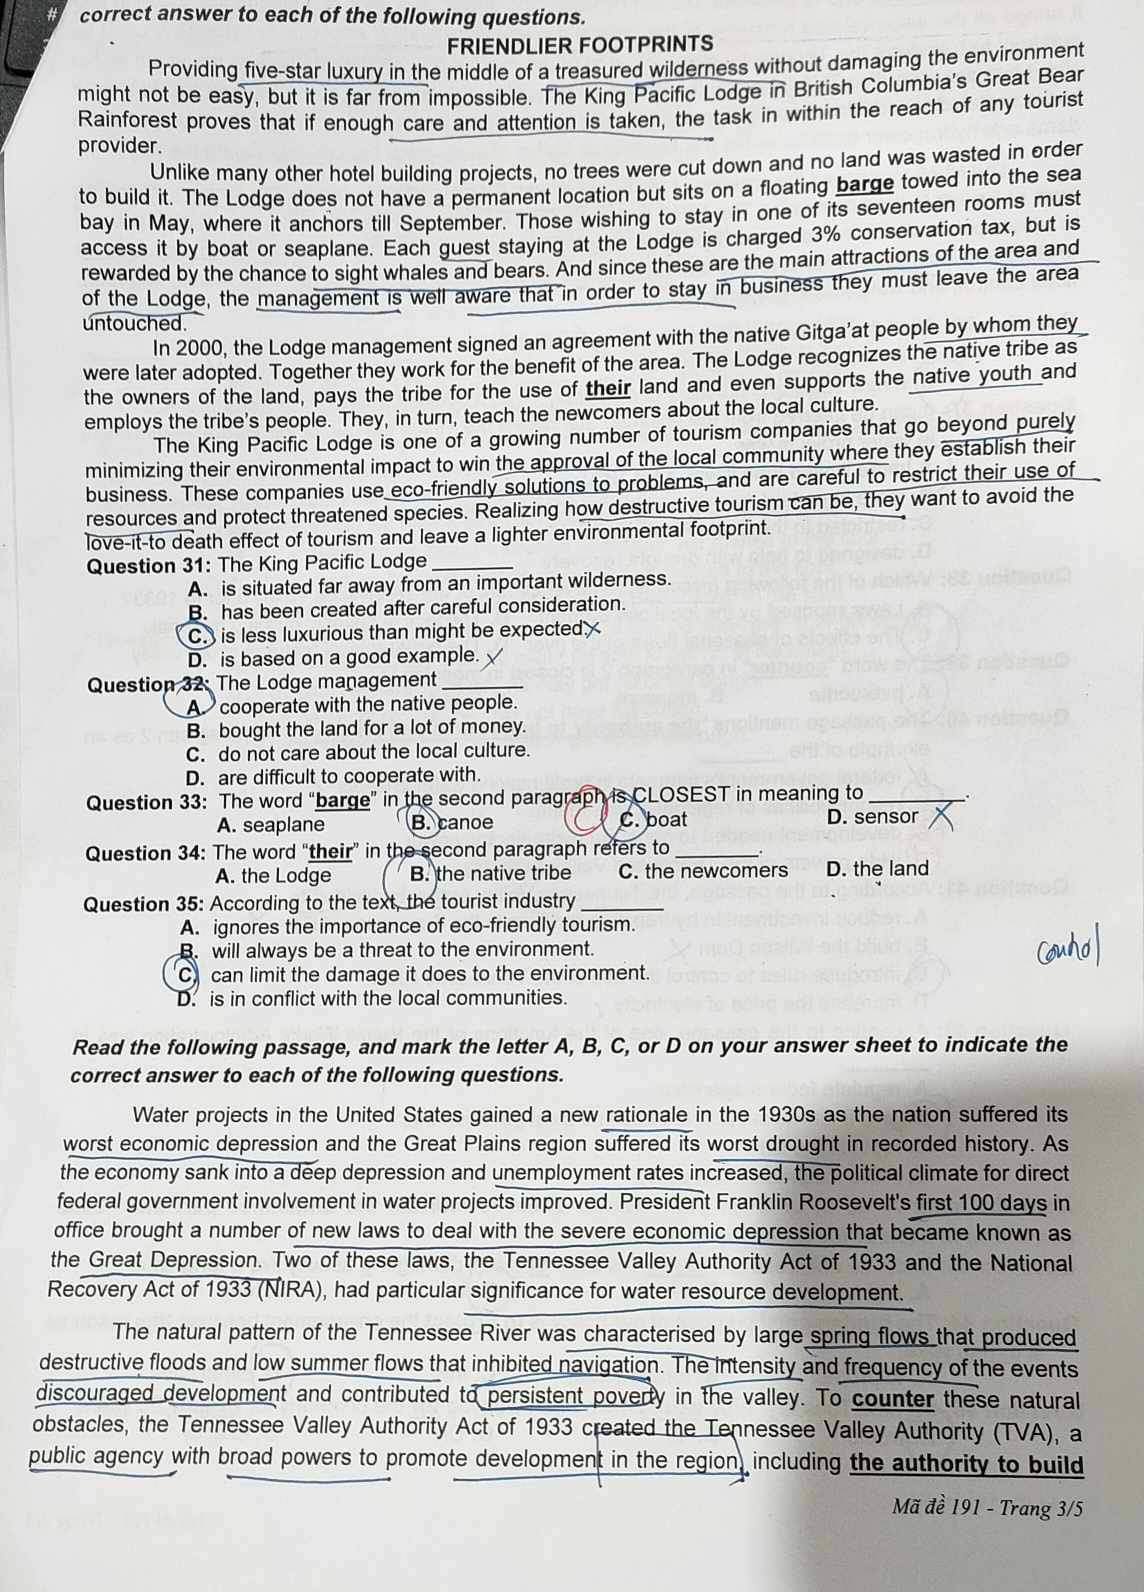 #
correct answer to each of the following questions.
FRIENDLIER FOOTPRINTS
Providing five-star luxury in the middle of a treasured wilderness without damaging the environment
might not be easy, but it is far from impossible. The King Pacific Lodge in British Columbia's Great Bear
Rainforest proves that if enough care and attention is taken, the task in within the reach of any tourist
provider.
Unlike many other hotel building projects, no trees were cut down and no land was wasted in order
to build it. The Lodge does not have a permanent location but sits on a floating barge towed into the sea
bay in May, where it anchors till September. Those wishing to stay in one of its seventeen rooms must
access it by boat or seaplane. Each guest staying at the Lodge is charged 3% conservation tax, but is
rewarded by the chance to sight whales and bears. And since these are the main attractions of the area and
of the Lodge, the management is well aware that in order to stay in business they must leave the area
untouched.
In 2000, the Lodge management signed an agreement with the native Gitga'at people by whom they
were later adopted. Together they work for the benefit of the area. The Lodge recognizes the native tribe as
the owners of the land, pays the tribe for the use of their land and even supports the native youth and
employs the tribe's people. They, in turn, teach the newcomers about the local culture.
The King Pacific Lodge is one of a growing number of tourism companies that go beyond purely
minimizing their environmental impact to win the approval of the local community where they establish their
business. These companies use eco-friendly solutions to problems, and are careful to restrict their use of
resources and protect threatened species. Realizing how destructive tourism can be, they want to avoid the
love-it-to death effect of tourism and leave a lighter environmental footprint.
Question 31: The King Pacific Lodge ________
A. is situated far away from an important wilderness.
B. has been created after careful consideration.
C. is less luxurious than might be expected.
D. is based on a good example.
Question 32: The Lodge management ________
A. cooperate with the native people.
B. bought the land for a lot of money.
C. do not care about the local culture.
D. are difficult to cooperate with.
Question 33: The word "barge" in the second paragraph is CLOSEST in meaning to _________.
A. seaplane B. canoe C. boat D. sensor
Question 34: The word "their" in the second paragraph refers to ________.
A. the Lodge B. the native tribe C. the newcomers D. the land
Question 35: According to the text, the tourist industry ________
A. ignores the importance of eco-friendly tourism.
B. will always be a threat to the environment.
C. can limit the damage it does to the environment.
D. is in conflict with the local communities.
control
Read the following passage, and mark the letter A, B, C, or D on your answer sheet to indicate the
correct answer to each of the following questions.
Water projects in the United States gained a new rationale in the 1930s as the nation suffered its
worst economic depression and the Great Plains region suffered its worst drought in recorded history. As
the economy sank into a deep depression and unemployment rates increased, the political climate for direct
federal government involvement in water projects improved. President Franklin Roosevelt's first 100 days in
office brought a number of new laws to deal with the severe economic depression that became known as
the Great Depression. Two of these laws, the Tennessee Valley Authority Act of 1933 and the National
Recovery Act of 1933 (NIRA), had particular significance for water resource development.
The natural pattern of the Tennessee River was characterised by large spring flows that produced
destructive floods and low summer flows that inhibited navigation. The intensity and frequency of the events
discouraged development and contributed to persistent poverty in the valley. To counter these natural
obstacles, the Tennessee Valley Authority Act of 1933 created the Tennessee Valley Authority (TVA), a
public agency with broad powers to promote development in the region, including the authority to build
Mã đề 191 - Trang 3/5